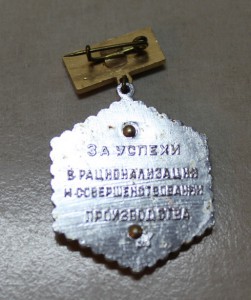 ЗА УСПЕХИ
В РАЦИОНАЛИЗАЦИИ
И СОВЕРШЕНСТВОВАНИИ
ПРОИЗВОДСТВА